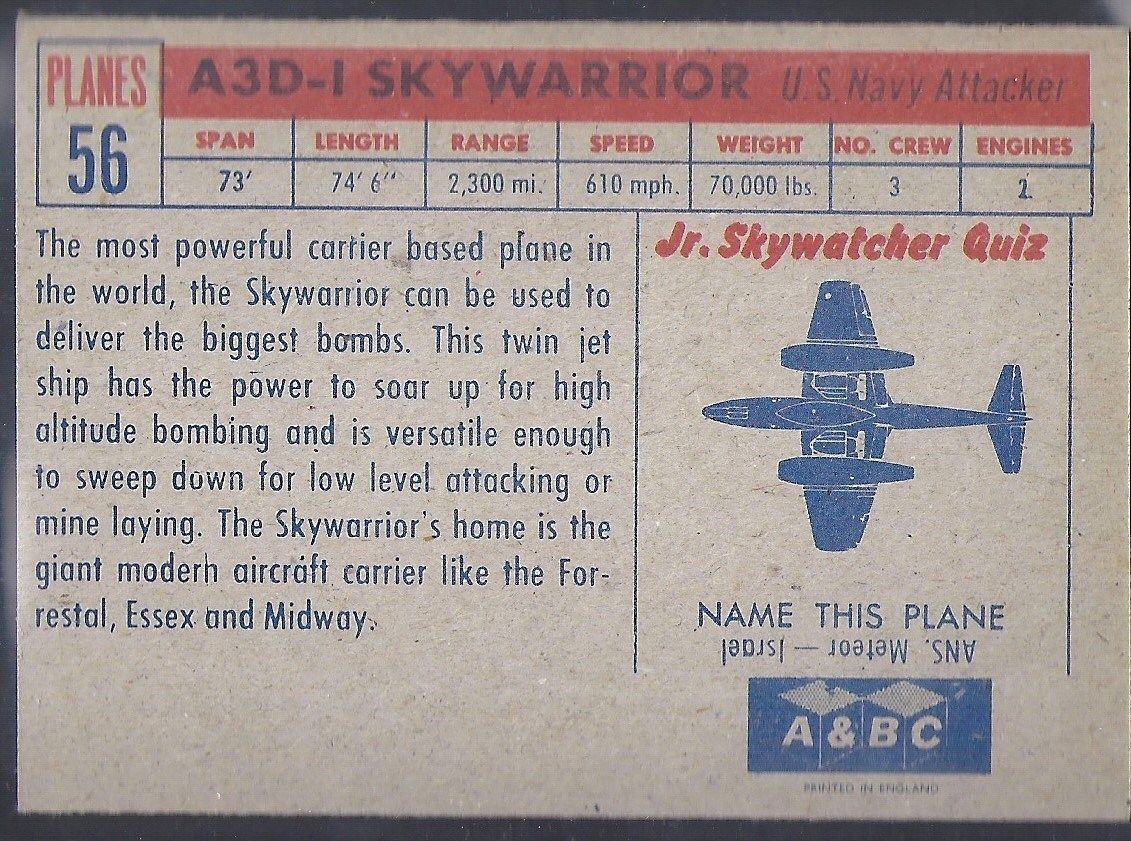 PLANES
56
A3D-1 SKYWARRIOR U.S. Navy Attacker
SPAN LENGTH RANGE SPEED WEIGHT NO. CREW ENGINES
73' 74' 6" 2,300 mi. 610 mph. 70,000 lbs. 3 2
The most powerful carrier based plane in
the world, the Skywarrior can be used to
deliver the biggest bombs. This twin jet
ship has the power to soar up for high
altitude bombing and is versatile enough
to sweep down for low level attacking or
mine laying. The Skywarrior's home is the
giant modern aircraft carrier like the For-
restal, Essex and Midway.
Jr. Skywatcher Quiz
NAME THIS PLANE
ANS. Meteor — Israel
A&BC
PRINTED IN ENGLAND